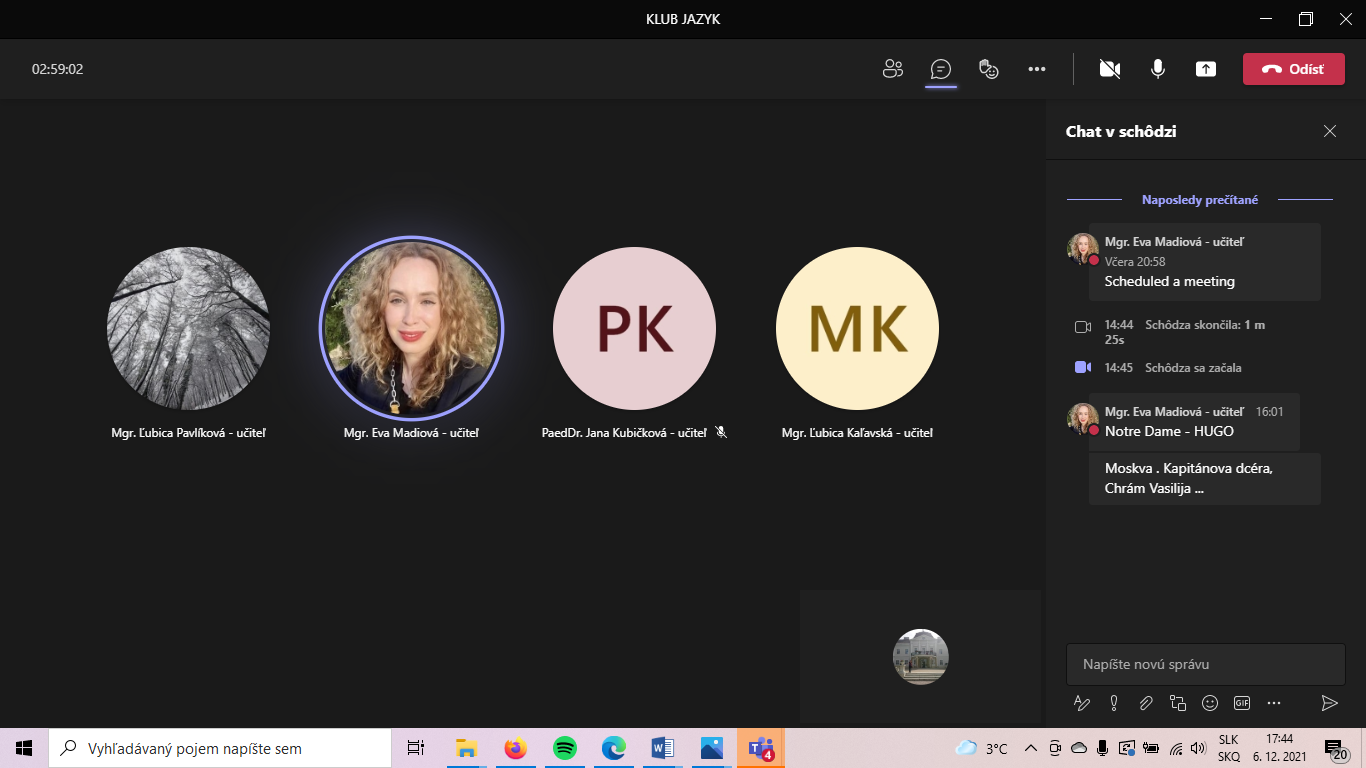 KLUB JAZYK
02:59:02
Odísť
Chat v schôdzi
Naposledy prečítané
Mgr. Eva Madiová - učiteľ
Včera 20:58
Scheduled a meeting
14:44 Schôdza skončila: 1 m
25s
14:45 Schôdza sa začala
Mgr. Eva Madiová - učiteľ 16:01
Notre Dame - HUGO
Moskva . Kapitánova dcéra,
Chrám Vasilija ...
PK
MK
Mgr. Ľubica Pavlíková - učiteľ
Mgr. Eva Madiová - učiteľ
PaedDr. Jana Kubičková - učiteľ
Mgr. Ľubica Kaľavská - učiteľ
Napíšte novú správu
GIF
Vyhľadávaný pojem napíšte sem
4
3°C
SLK
SKQ
17:44
6. 12. 2021
20